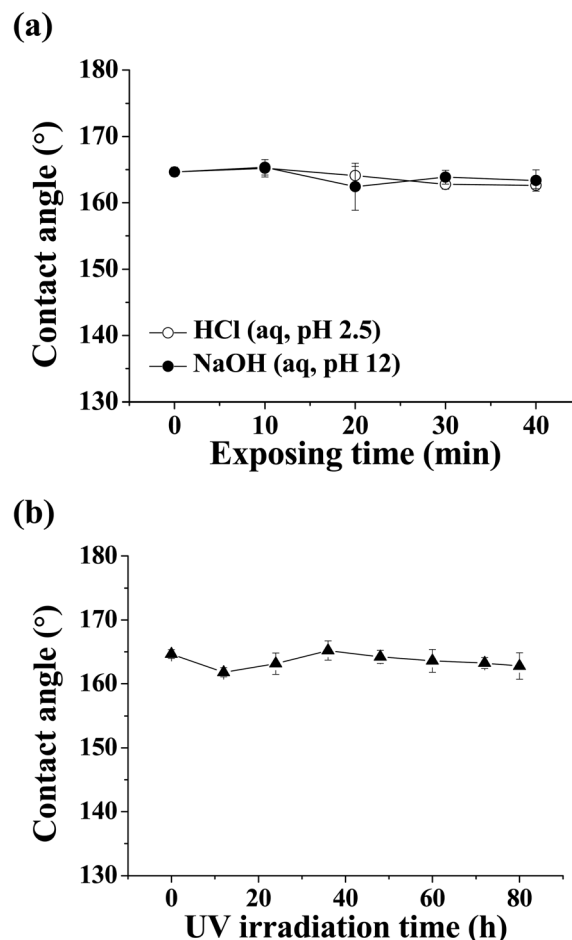 (a)
180
170
160
150
140
130
Contact angle (°)
HCl (aq, pH 2.5)
NaOH (aq, pH 12)
0 10 20 30 40
Exposing time (min)
(b)
180
170
160
150
140
130
Contact angle (°)
0 20 40 60 80
UV irradiation time (h)